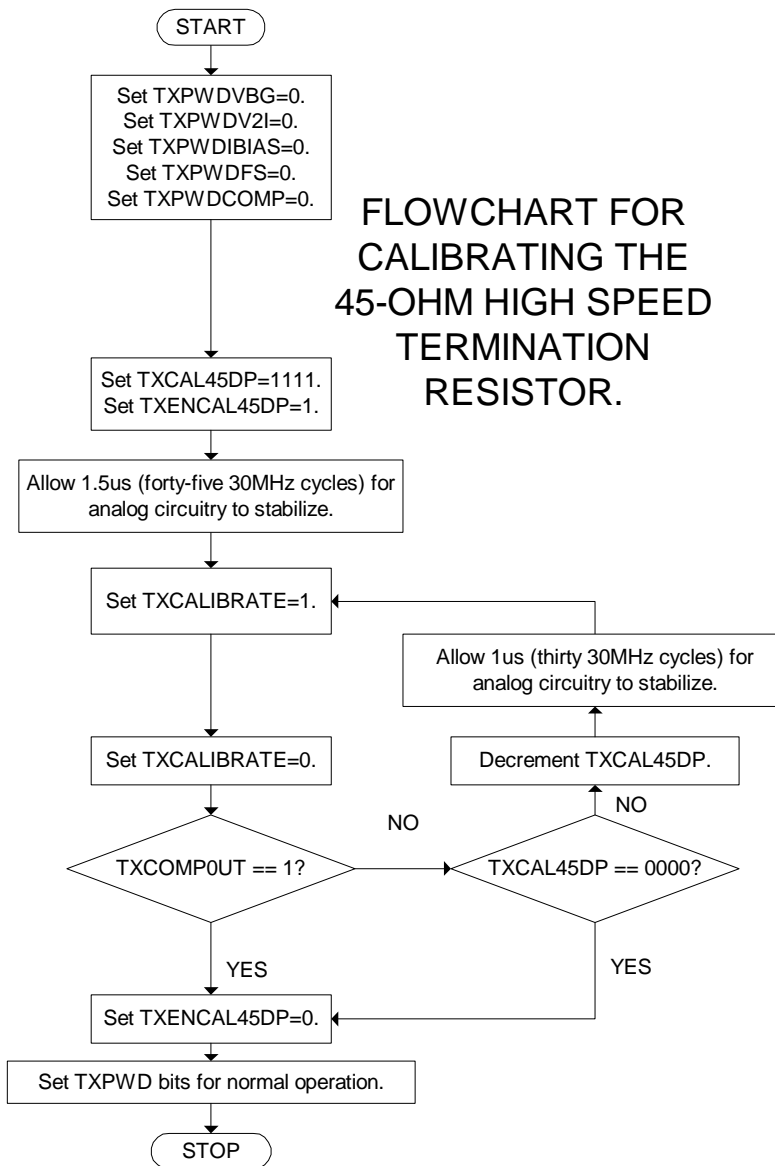 START
Set TXPWDVBG=0.
Set TXPWDV2I=0.
Set TXPWDIBIAS=0.
Set TXPWDFS=0.
Set TXPWDCOMP=0.
FLOWCHART FOR
CALIBRATING THE
45-OHM HIGH SPEED
TERMINATION
RESISTOR.
Set TXCAL45DP=1111.
Set TXENCAL45DP=1.
Allow 1.5us (forty-five 30MHz cycles) for
analog circuitry to stabilize.
Set TXCALIBRATE=1.
Allow 1us (thirty 30MHz cycles) for
analog circuitry to stabilize.
Set TXCALIBRATE=0.
Decrement TXCAL45DP.
NO
NO
TXCOMP0UT == 1?
TXCAL45DP == 0000?
YES
YES
Set TXENCAL45DP=0.
Set TXPWD bits for normal operation.
STOP